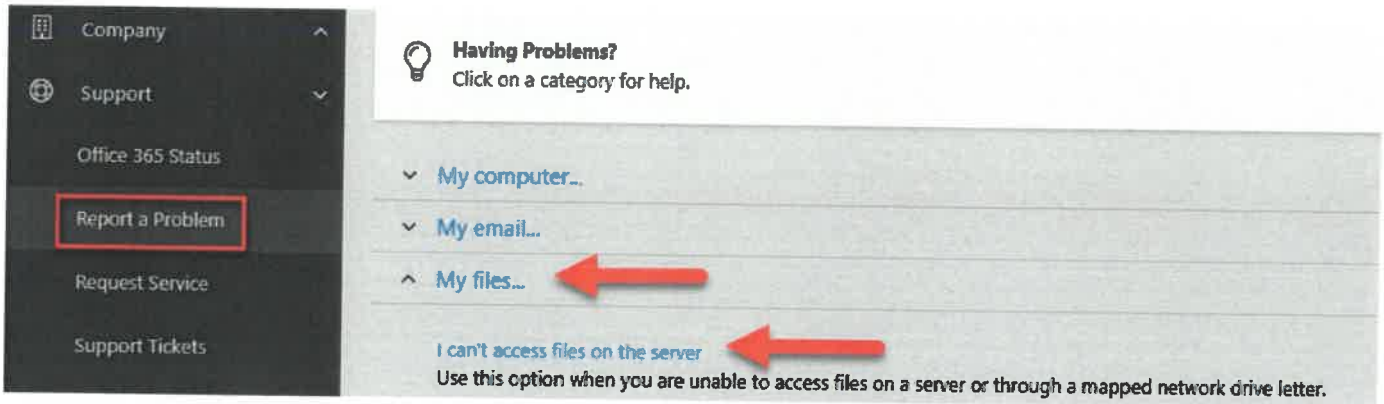 Company
Support
Office 365 Status
Report a Problem
Request Service
Support Tickets
Having Problems?
Click on a category for help.
My computer...
My email...
My files...
I can't access files on the server
Use this option when you are unable to access files on a server or through a mapped network drive letter.